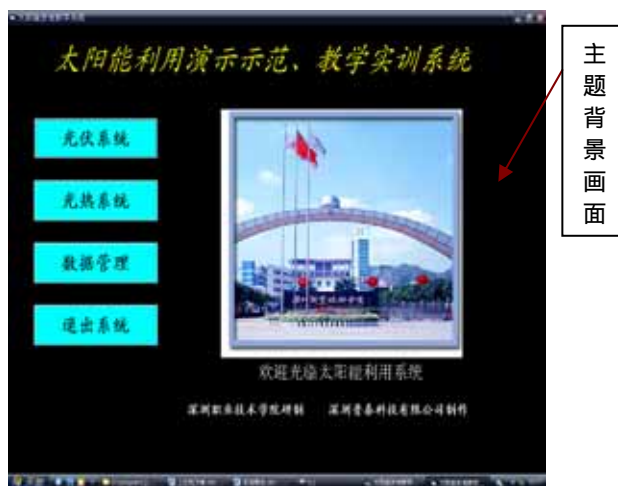 太阳能利用演示示范、教学实训系统
光伏系统
光热系统
数据管理
退出系统
欢迎光临太阳能利用系统
深圳职业技术学院研制 深圳普泰科技有限公司制作
主
题
背
景
画
面